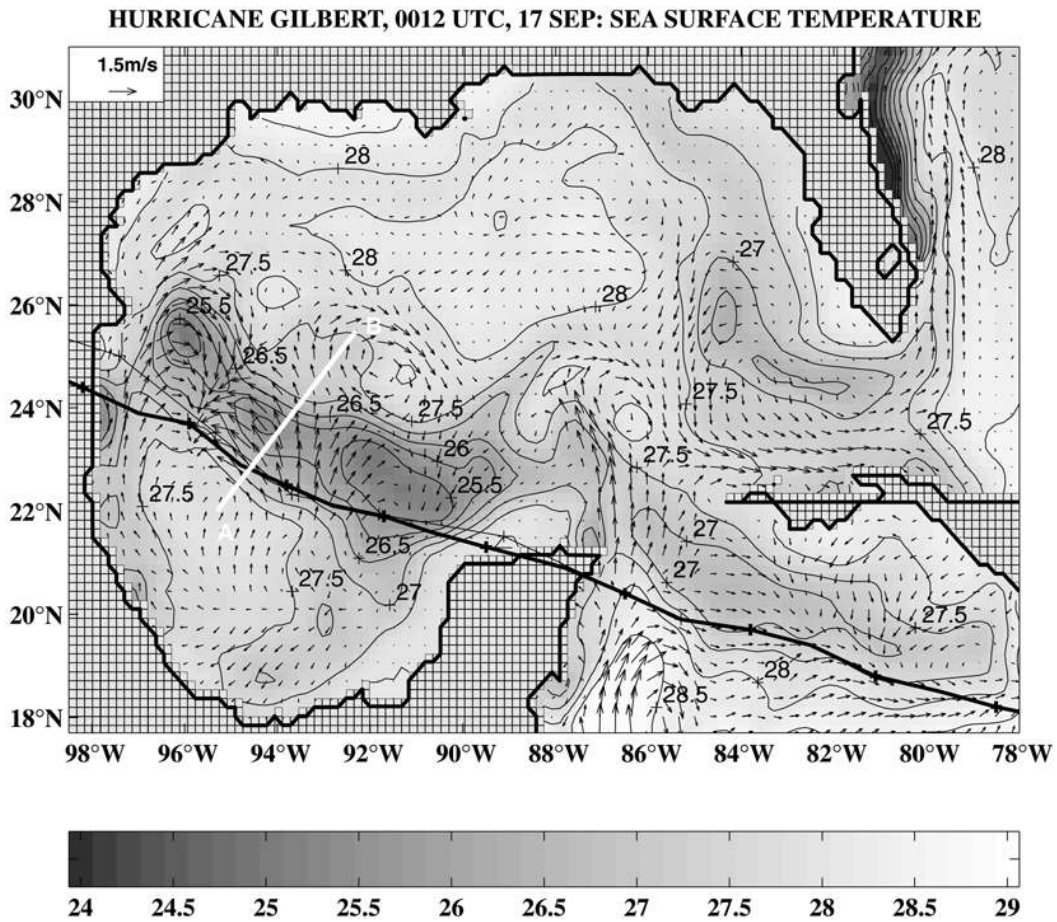 HURRICANE GILBERT, 0012 UTC, 17 SEP: SEA SURFACE TEMPERATURE
1.5m/s
30°N
28
28
28°N
27.5
28
27
26°N
25.5
28
B
26.5
24°N
26.5
27.5
27.5
27.5
26
27.5
27.5
25.5
22°N
A
26.5
27
27.5
27
27
20°N
27.5
28
28.5
18°N
98°W 96°W 94°W 92°W 90°W 88°W 86°W 84°W 82°W 80°W 78°W
24 24.5 25 25.5 26 26.5 27 27.5 28 28.5 29